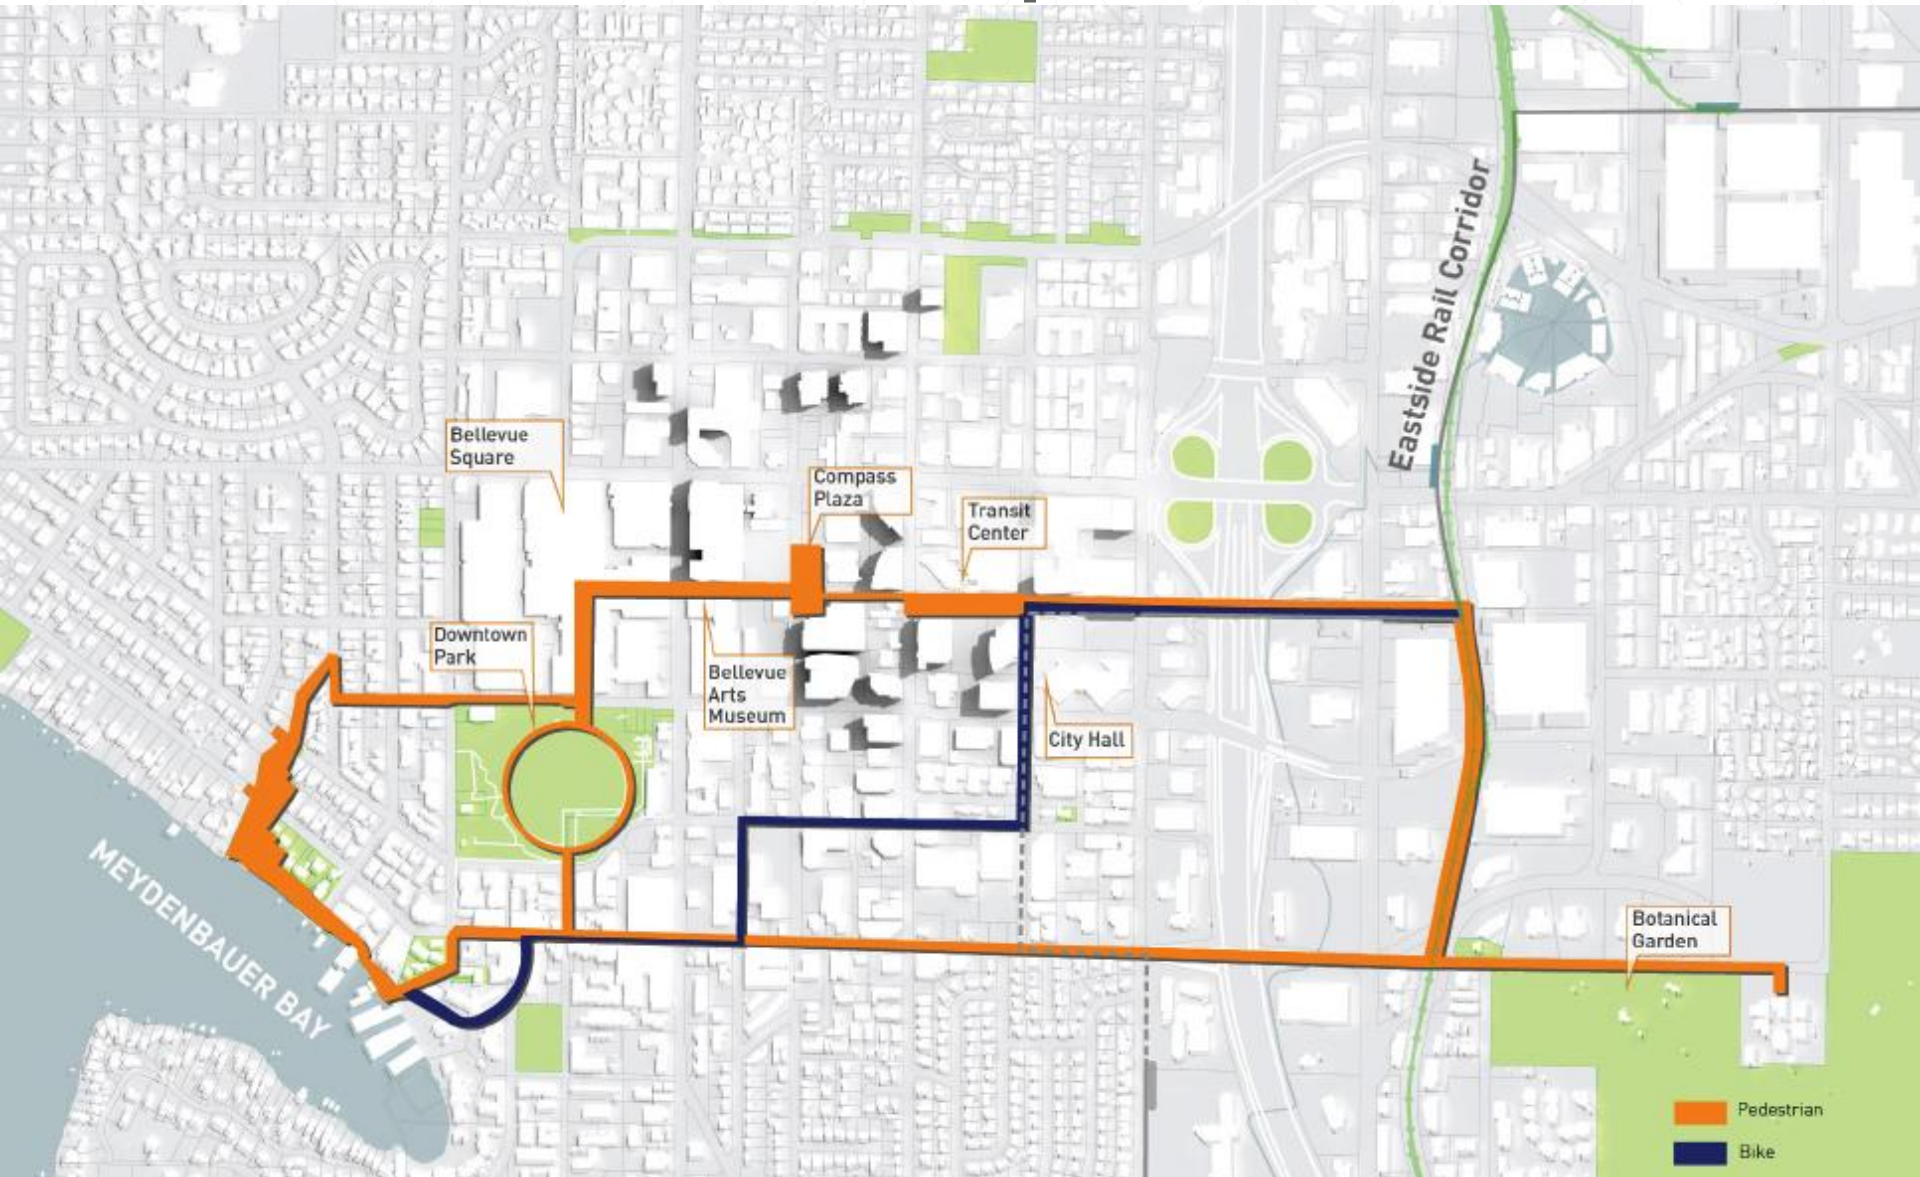 Eastside Rail Corridor
Bellevue
Square
Compass
Plaza
Transit
Center
Downtown
Park
Bellevue
Arts
Museum
City Hall
MEYDENBAUER BAY
Botanical
Garden
Pedestrian
Bike